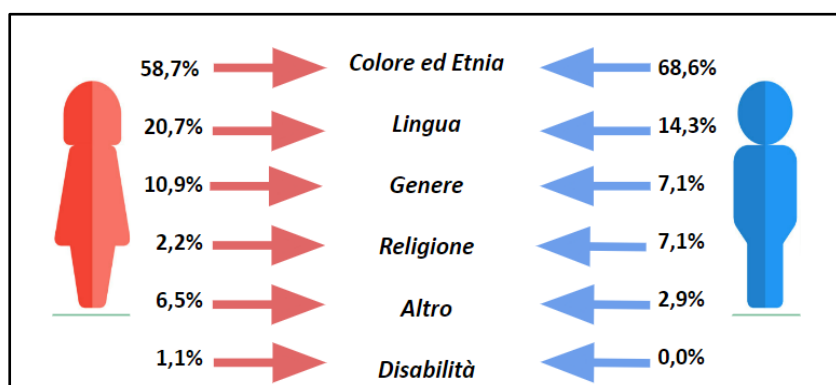 58,7% Colore ed Etnia 68,6%
20,7% Lingua 14,3%
10,9% Genere 7,1%
2,2% Religione 7,1%
6,5% Altro 2,9%
1,1% Disabilità 0,0%